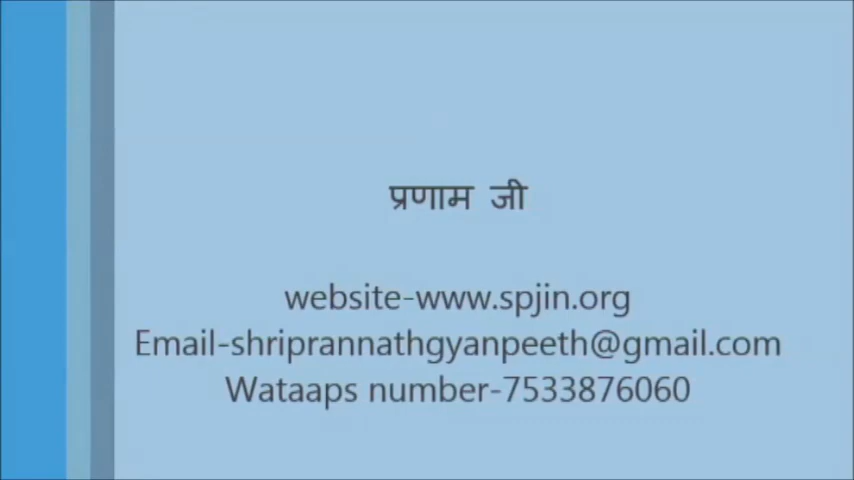 प्रणाम जी
website-www.spjin.org
Email-shriprannathgyanpeeth@gmail.com
Wataaps number-7533876060